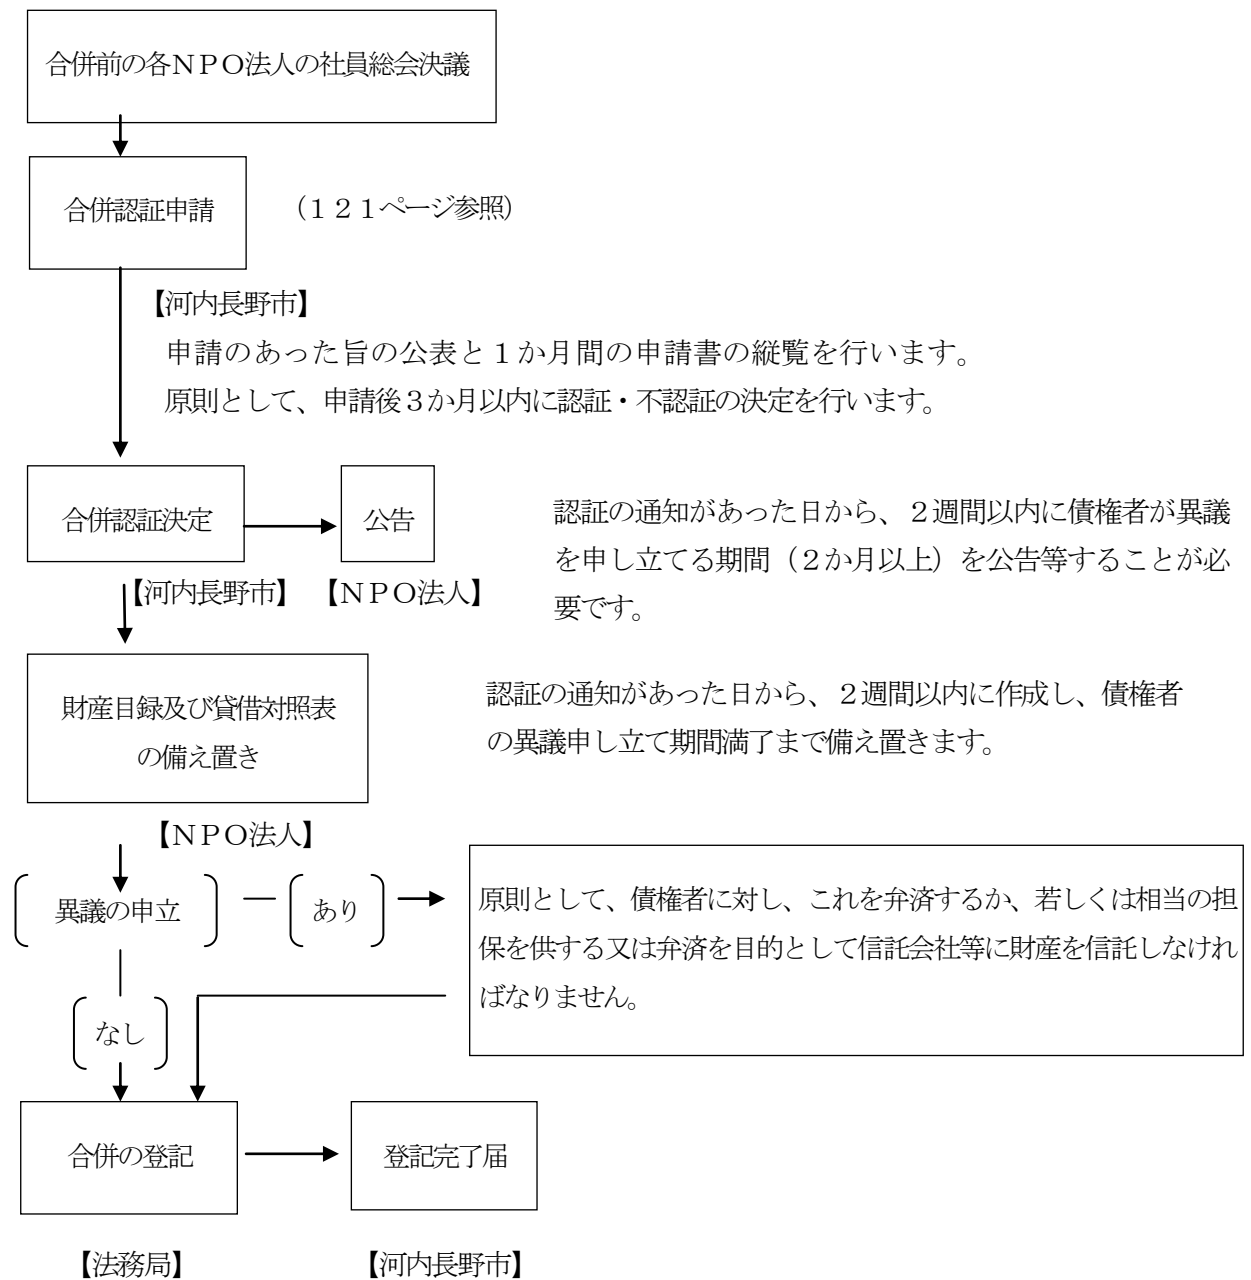 合併前の各ＮＰＯ法人の社員総会決議
合併認証申請
（１２１ページ参照）
【河内長野市】
申請のあった旨の公表と１か月間の申請書の縦覧を行います。
原則として、申請後３か月以内に認証・不認証の決定を行います。
合併認証決定
公告
認証の通知があった日から、２週間以内に債権者が異議
を申し立てる期間（２か月以上）を公告等することが必
要です。
【河内長野市】
【ＮＰＯ法人】
財産目録及び貸借対照表
の備え置き
認証の通知があった日から、２週間以内に作成し、債権者
の異議申し立て期間満了まで備え置きます。
【ＮＰＯ法人】
異議の申立
あり
原則として、債権者に対し、これを弁済するか、若しくは相当の担
保を供する又は弁済を目的として信託会社等に財産を信託しなけれ
ばなりません。
なし
合併の登記
登記完了届
【法務局】
【河内長野市】